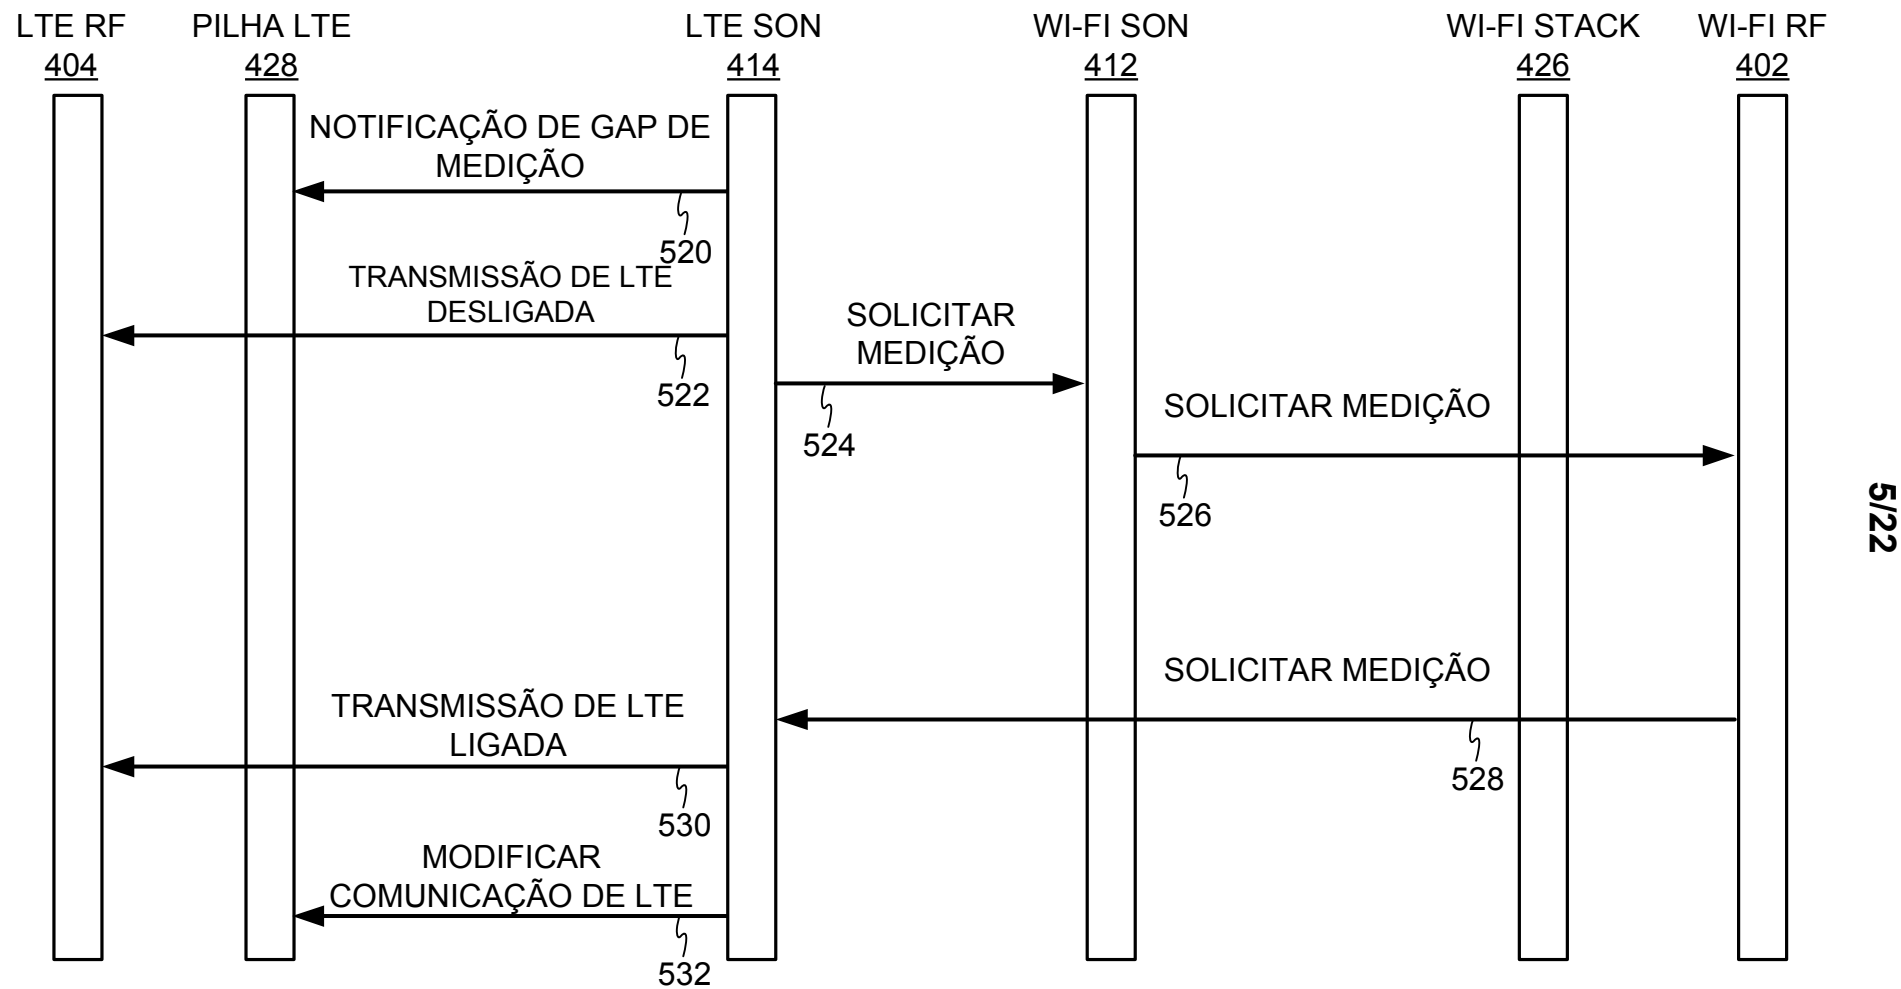 LTE RF
404
PILHA LTE
428
LTE SON
414
WI-FI SON
412
WI-FI STACK
426
WI-FI RF
402
NOTIFICAÇÃO DE GAP DE
MEDIÇÃO
520
TRANSMISSÃO DE LTE
DESLIGADA
522
SOLICITAR
MEDIÇÃO
524
SOLICITAR MEDIÇÃO
526
SOLICITAR MEDIÇÃO
528
TRANSMISSÃO DE LTE
LIGADA
530
MODIFICAR
COMUNICAÇÃO DE LTE
532
5/22